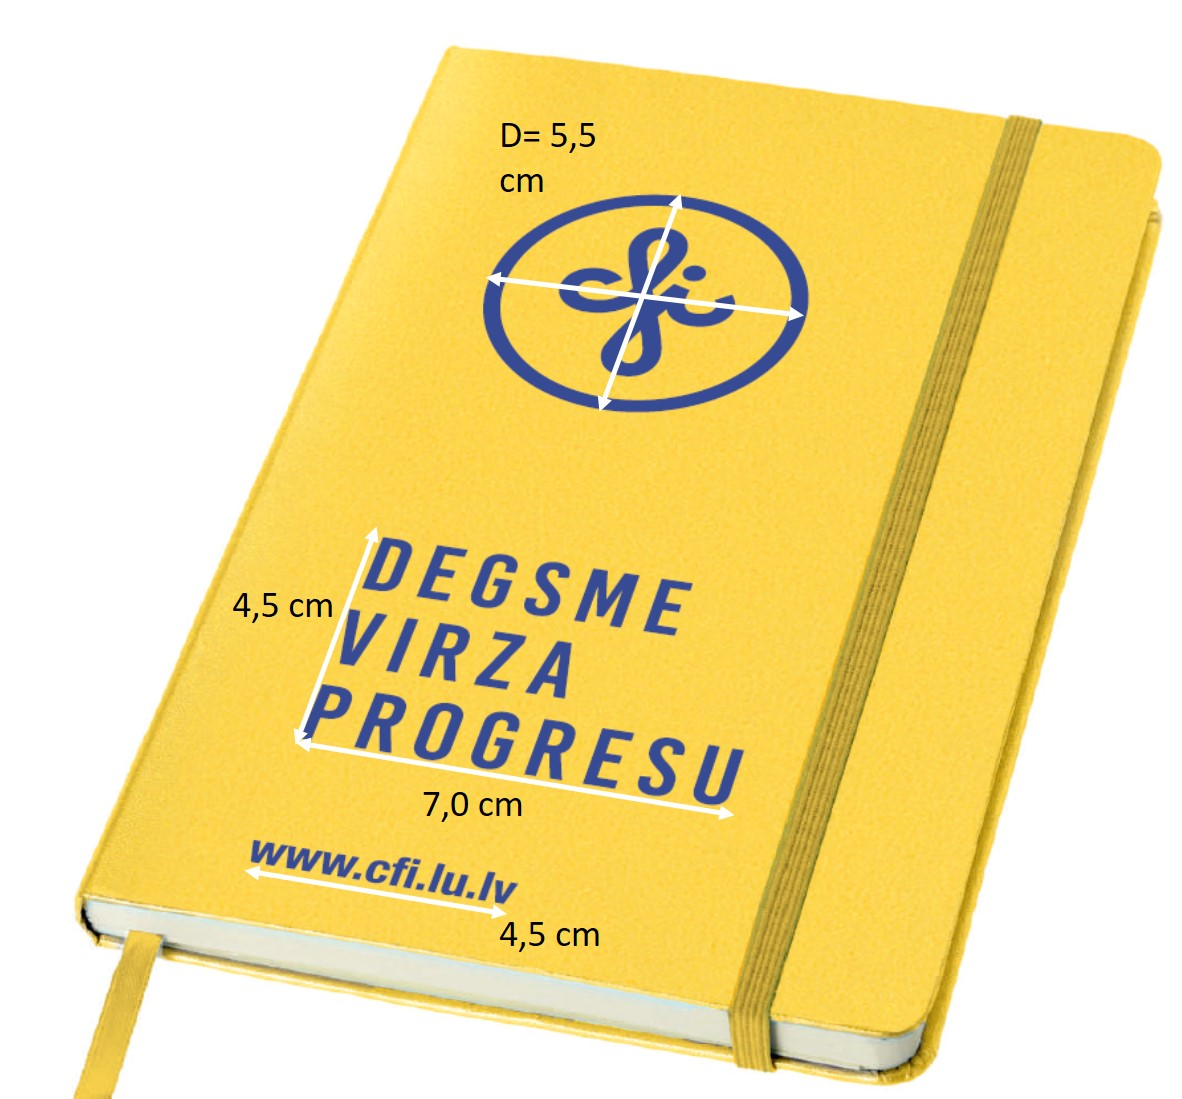 D= 5,5
cm
cfi
DEGSME
4,5 cm
VIRZA
PROGRESU
7,0 cm
www.cfi.lu.lv
4,5 cm